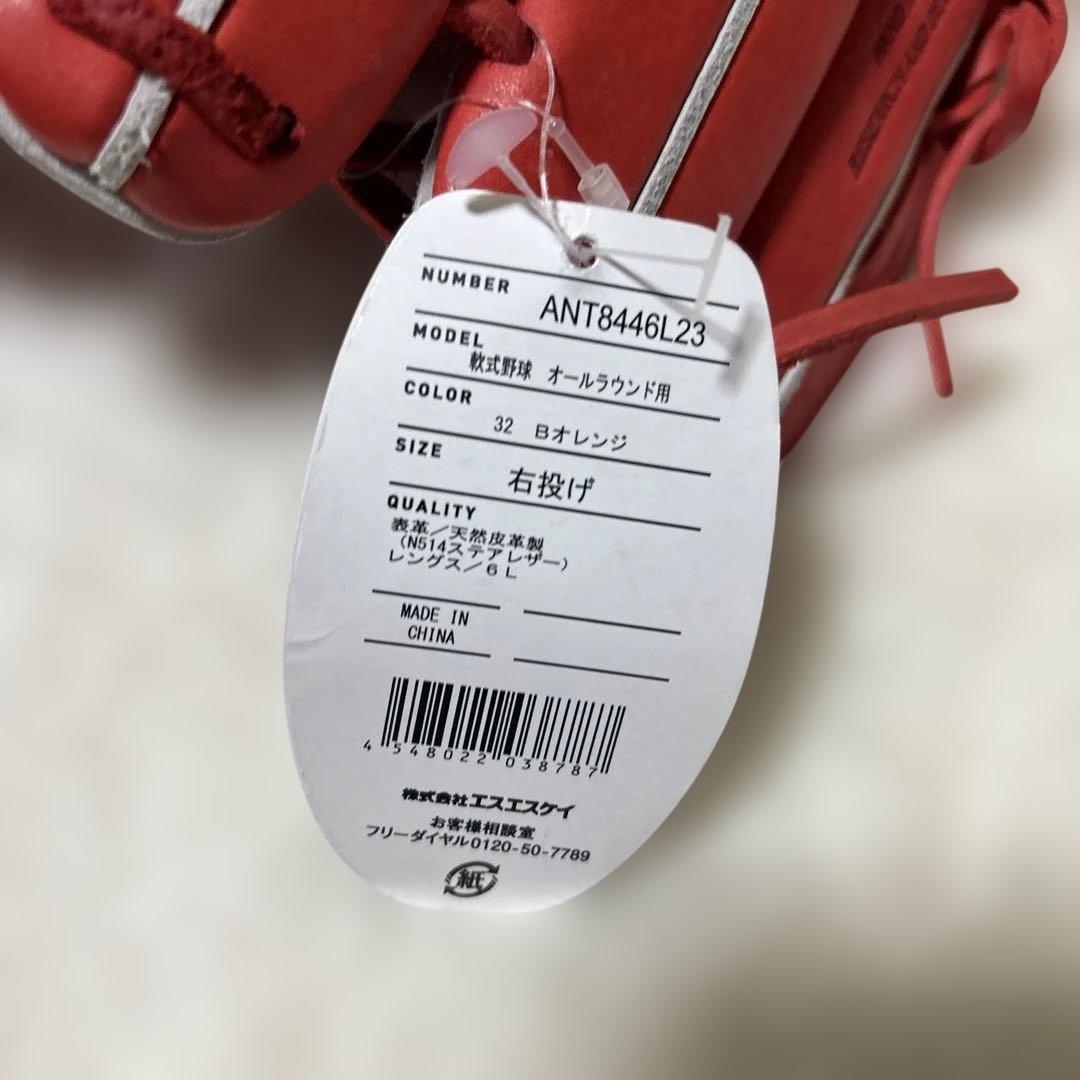 NUMBER
ANT8446L23
MODEL
軟式野球 オールラウンド用
COLOR
32 Bオレンジ
SIZE
右投げ
QUALITY
表革/天然皮革製
(N514ステアレザー)
レングス/6L
MADE IN
CHINA
4 548022 038787
株式会社エスエスケイ
お客様相談室
フリーダイヤル0120-50-7789
紙